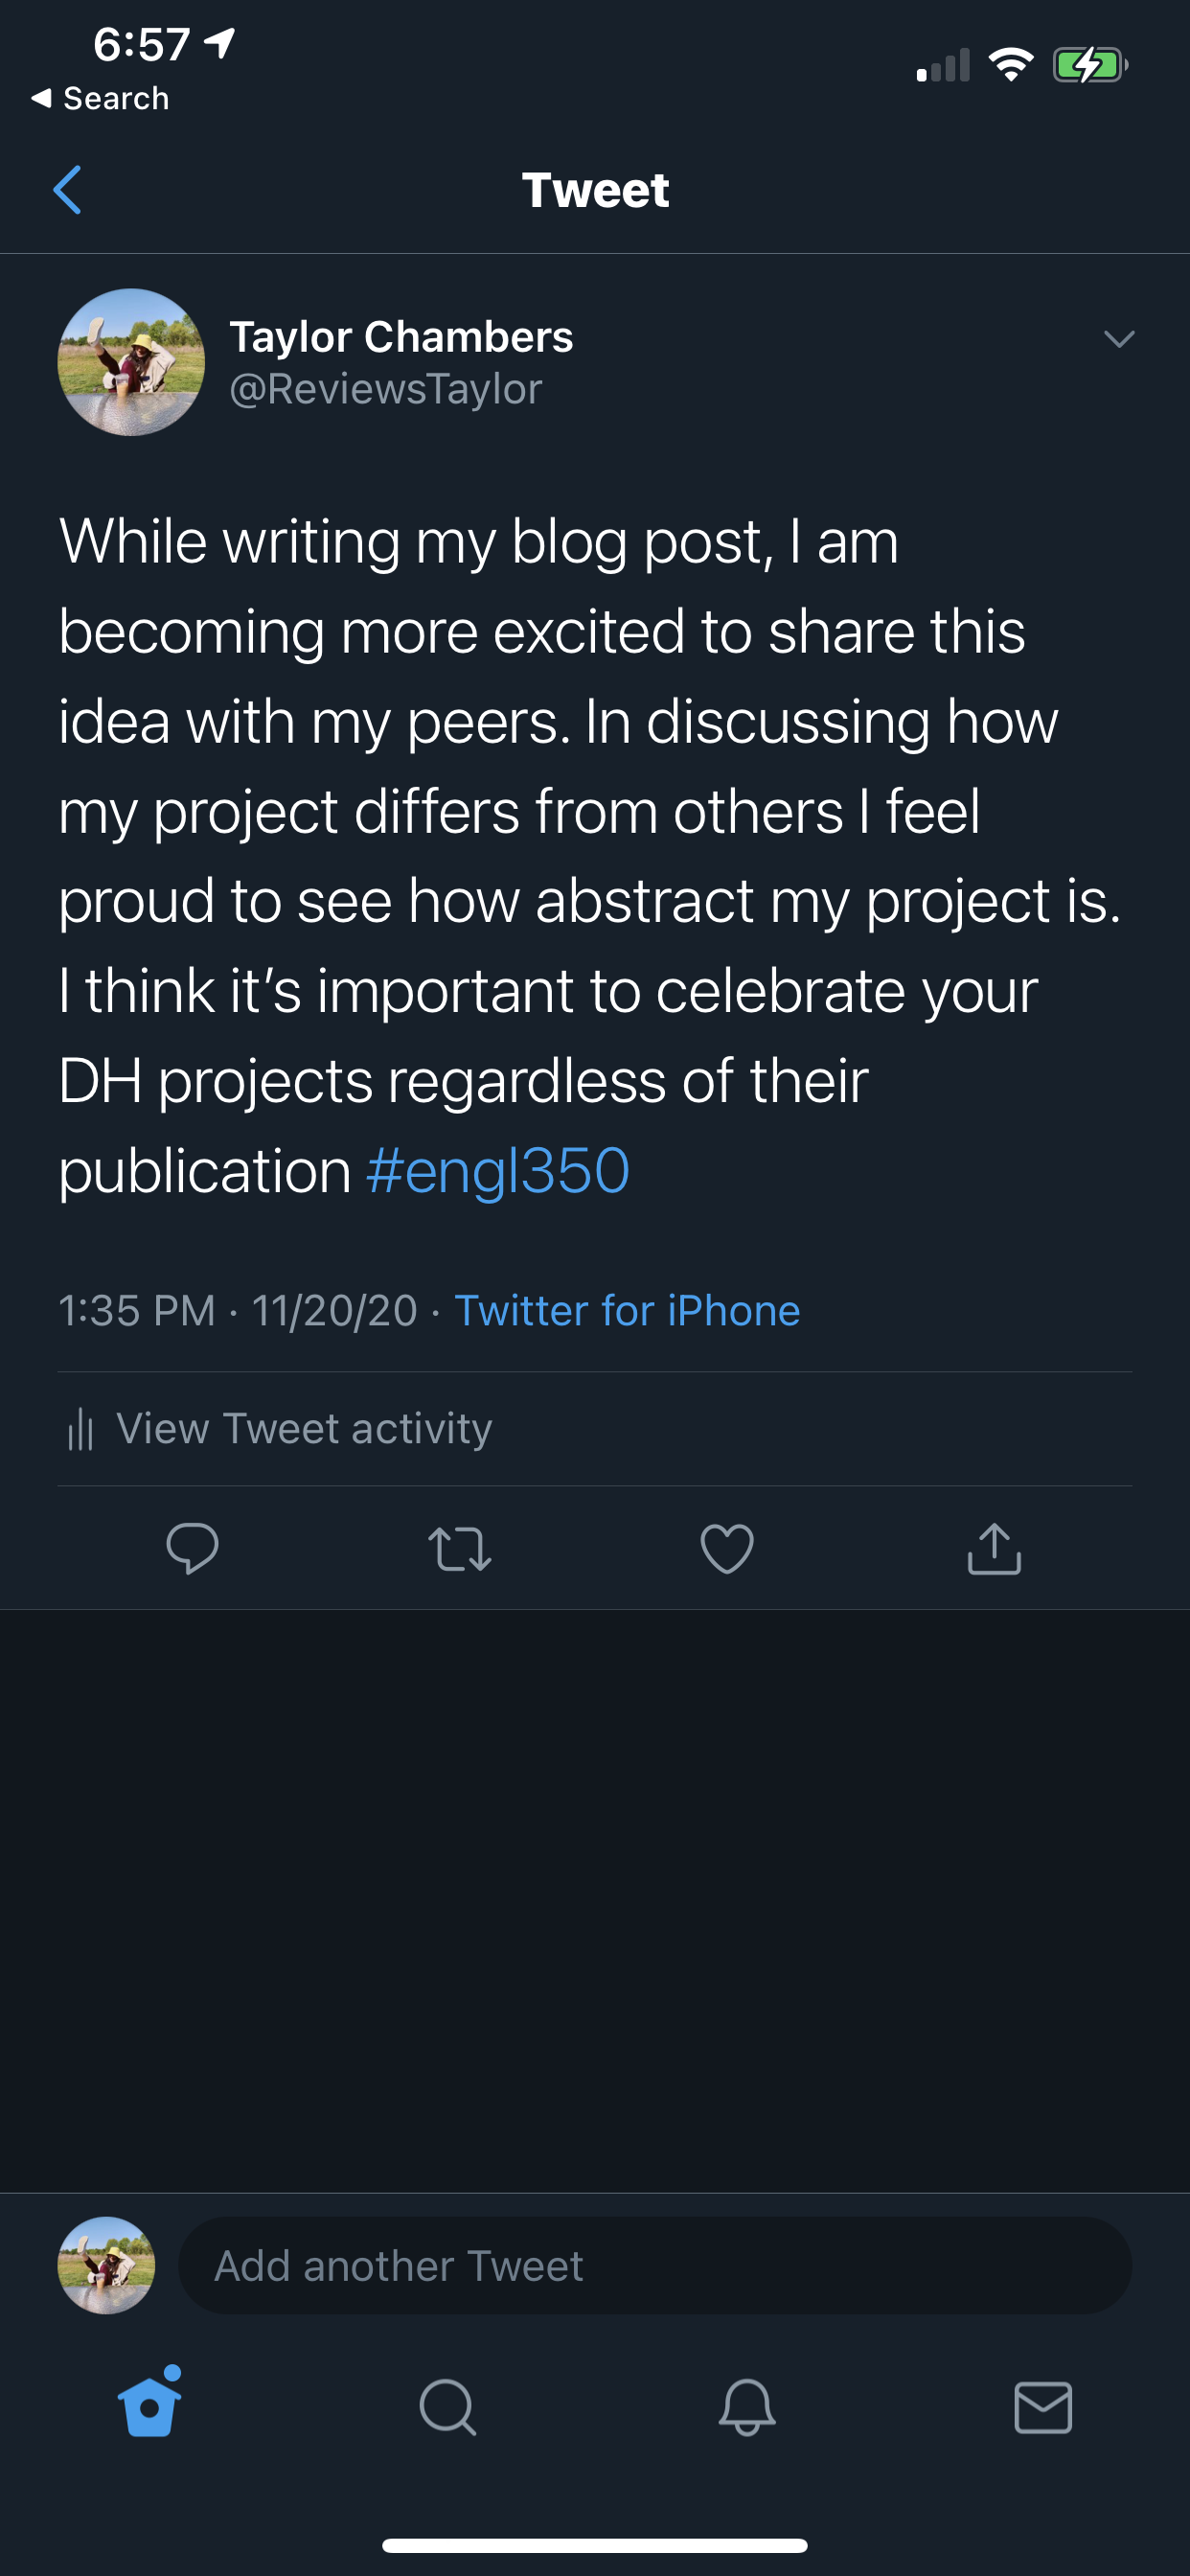 6:57
◀ Search
Tweet
Taylor Chambers
@ReviewsTaylor
While writing my blog post, I am
becoming more excited to share this
idea with my peers. In discussing how
my project differs from others I feel
proud to see how abstract my project is.
I think it’s important to celebrate your
DH projects regardless of their
publication #engl350
1:35 PM · 11/20/20 · Twitter for iPhone
View Tweet activity
Add another Tweet